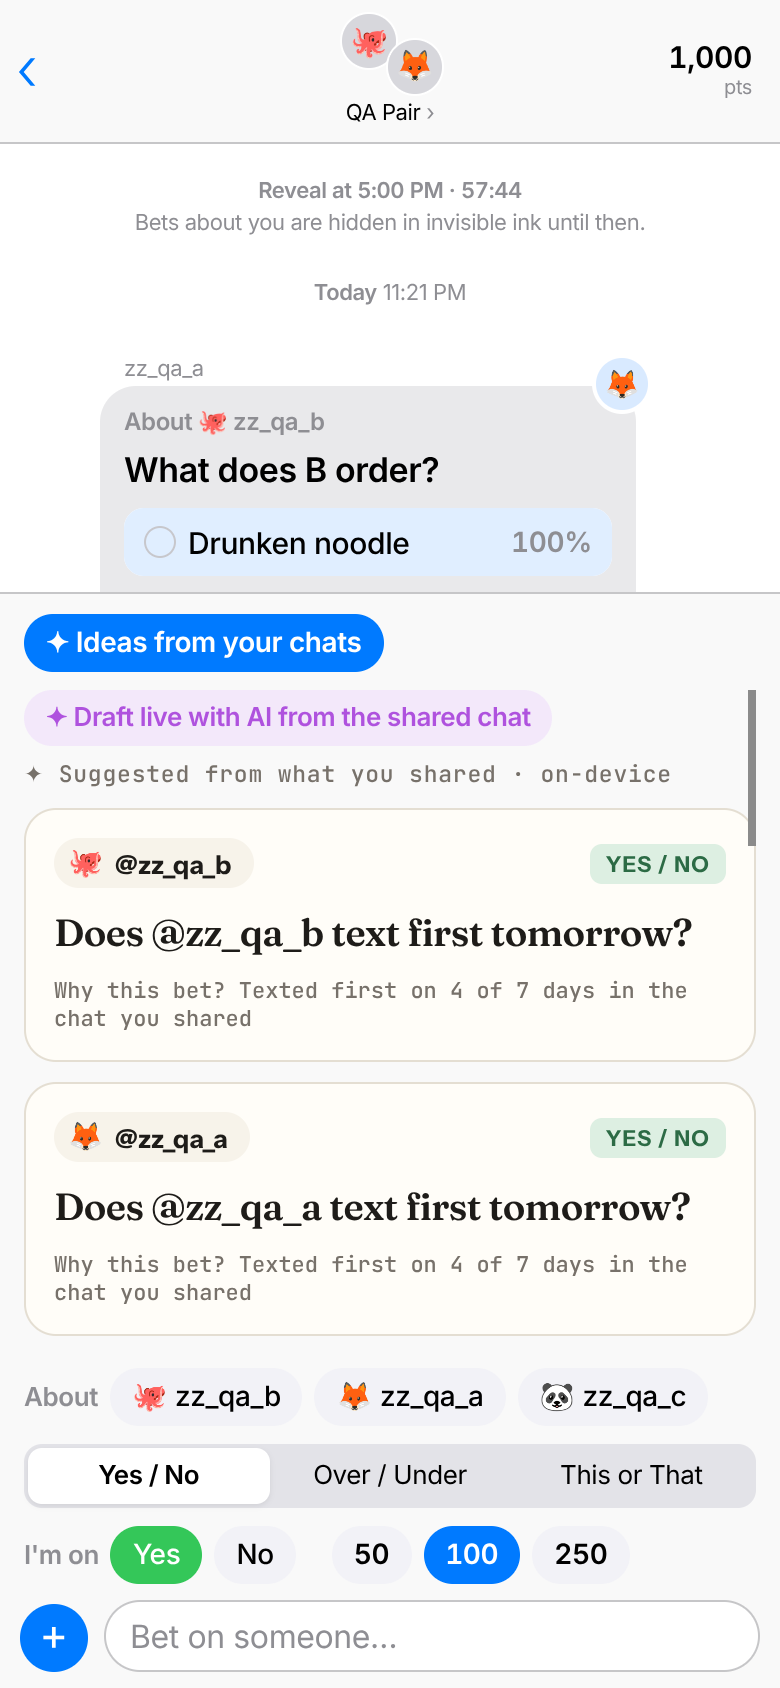 1,000
pts
QA Pair ›
Reveal at 5:00 PM · 57:44
Bets about you are hidden in invisible ink until then.
Today 11:21 PM
zz_qa_a
About 🐙 zz_qa_b
What does B order?
Drunken noodle 100%
✦ Ideas from your chats
✦ Draft live with AI from the shared chat
✦ Suggested from what you shared · on-device
🐙 @zz_qa_b YES / NO
Does @zz_qa_b text first tomorrow?
Why this bet? Texted first on 4 of 7 days in the
chat you shared
🦊 @zz_qa_a YES / NO
Does @zz_qa_a text first tomorrow?
Why this bet? Texted first on 4 of 7 days in the
chat you shared
About 🐙 zz_qa_b 🦊 zz_qa_a 🐼 zz_qa_c
Yes / No Over / Under This or That
I'm on Yes No 50 100 250
+ Bet on someone...